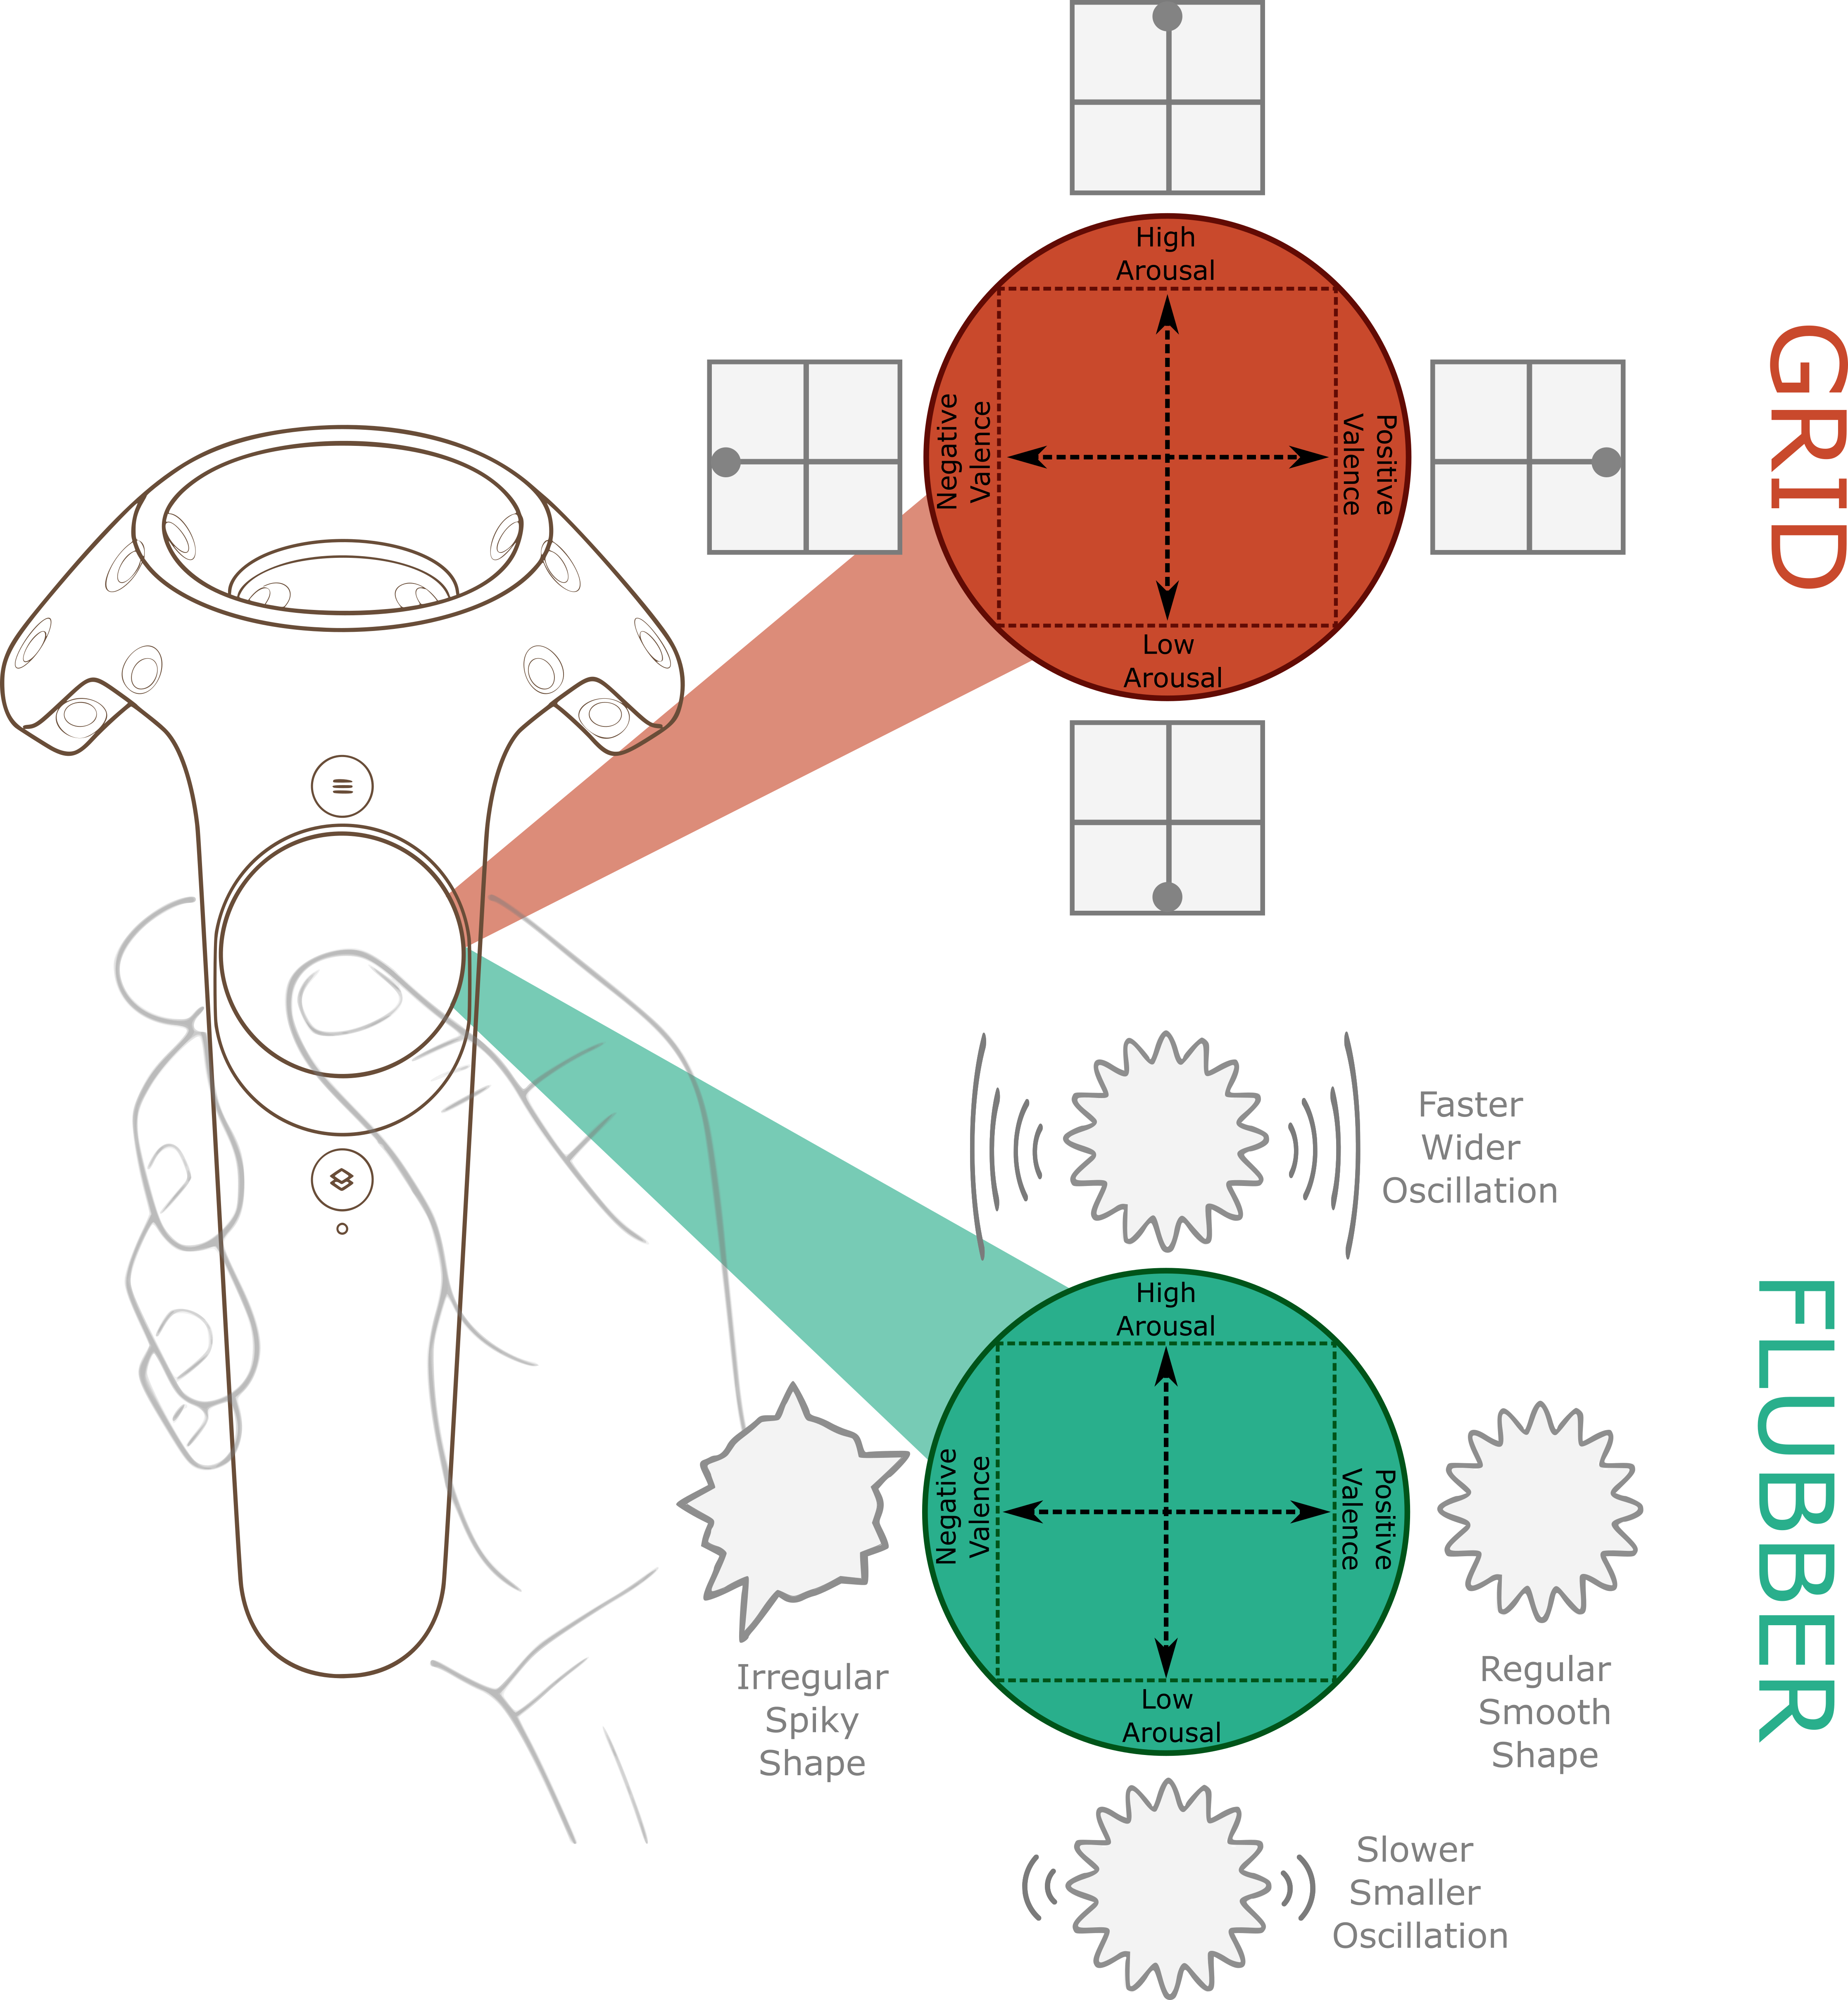 High
Arousal
Negative
Valence
Positive
Valence
Low
Arousal
GRID
Faster
Wider
Oscillation
High
Arousal
Negative
Valence
Positive
Valence
Low
Arousal
Irregular
Spiky
Shape
Regular
Smooth
Shape
FLUBBER
Slower
Smaller
Oscillation